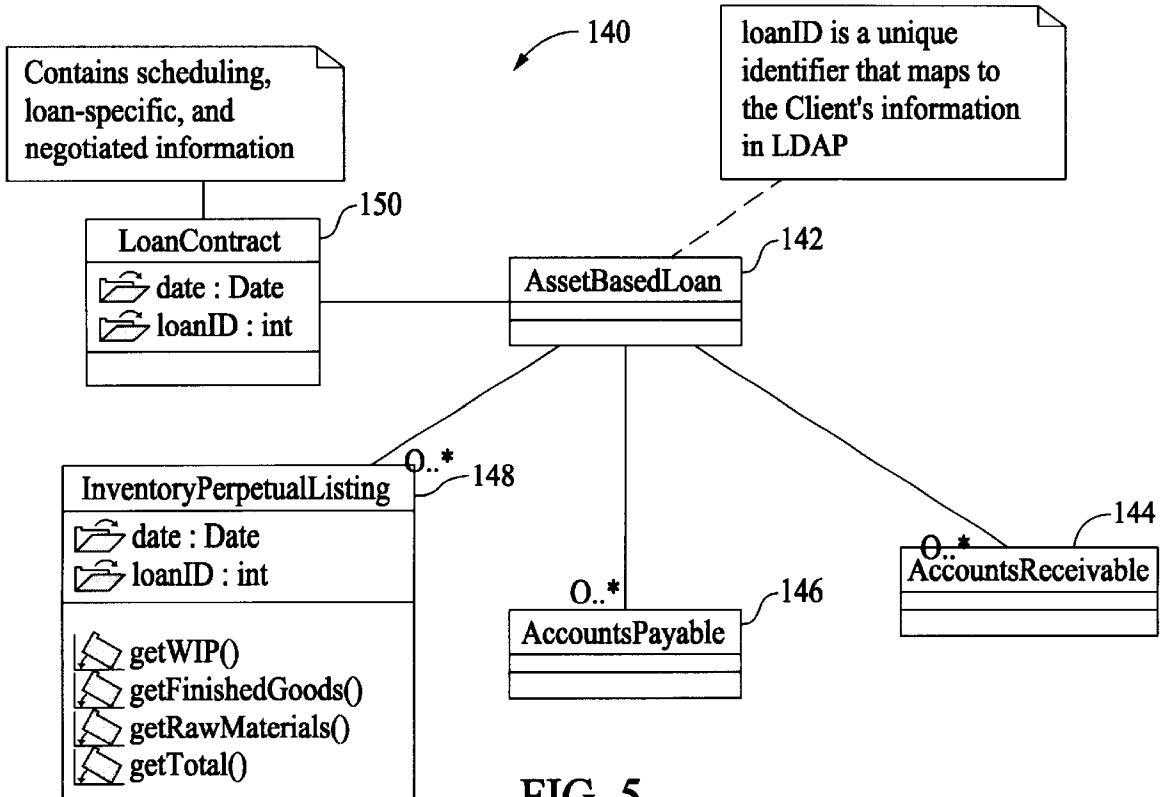 140
Contains scheduling,
loan-specific, and
negotiated information
loanID is a unique
identifier that maps to
the Client's information
in LDAP
150
LoanContract
date : Date
loanID : int
142
AssetBasedLoan
O..*
148
InventoryPerpetualListing
date : Date
loanID : int
getWIP()
getFinishedGoods()
getRawMaterials()
getTotal()
O..*
146
AccountsPayable
144
O..*
AccountsReceivable
FIG. 5